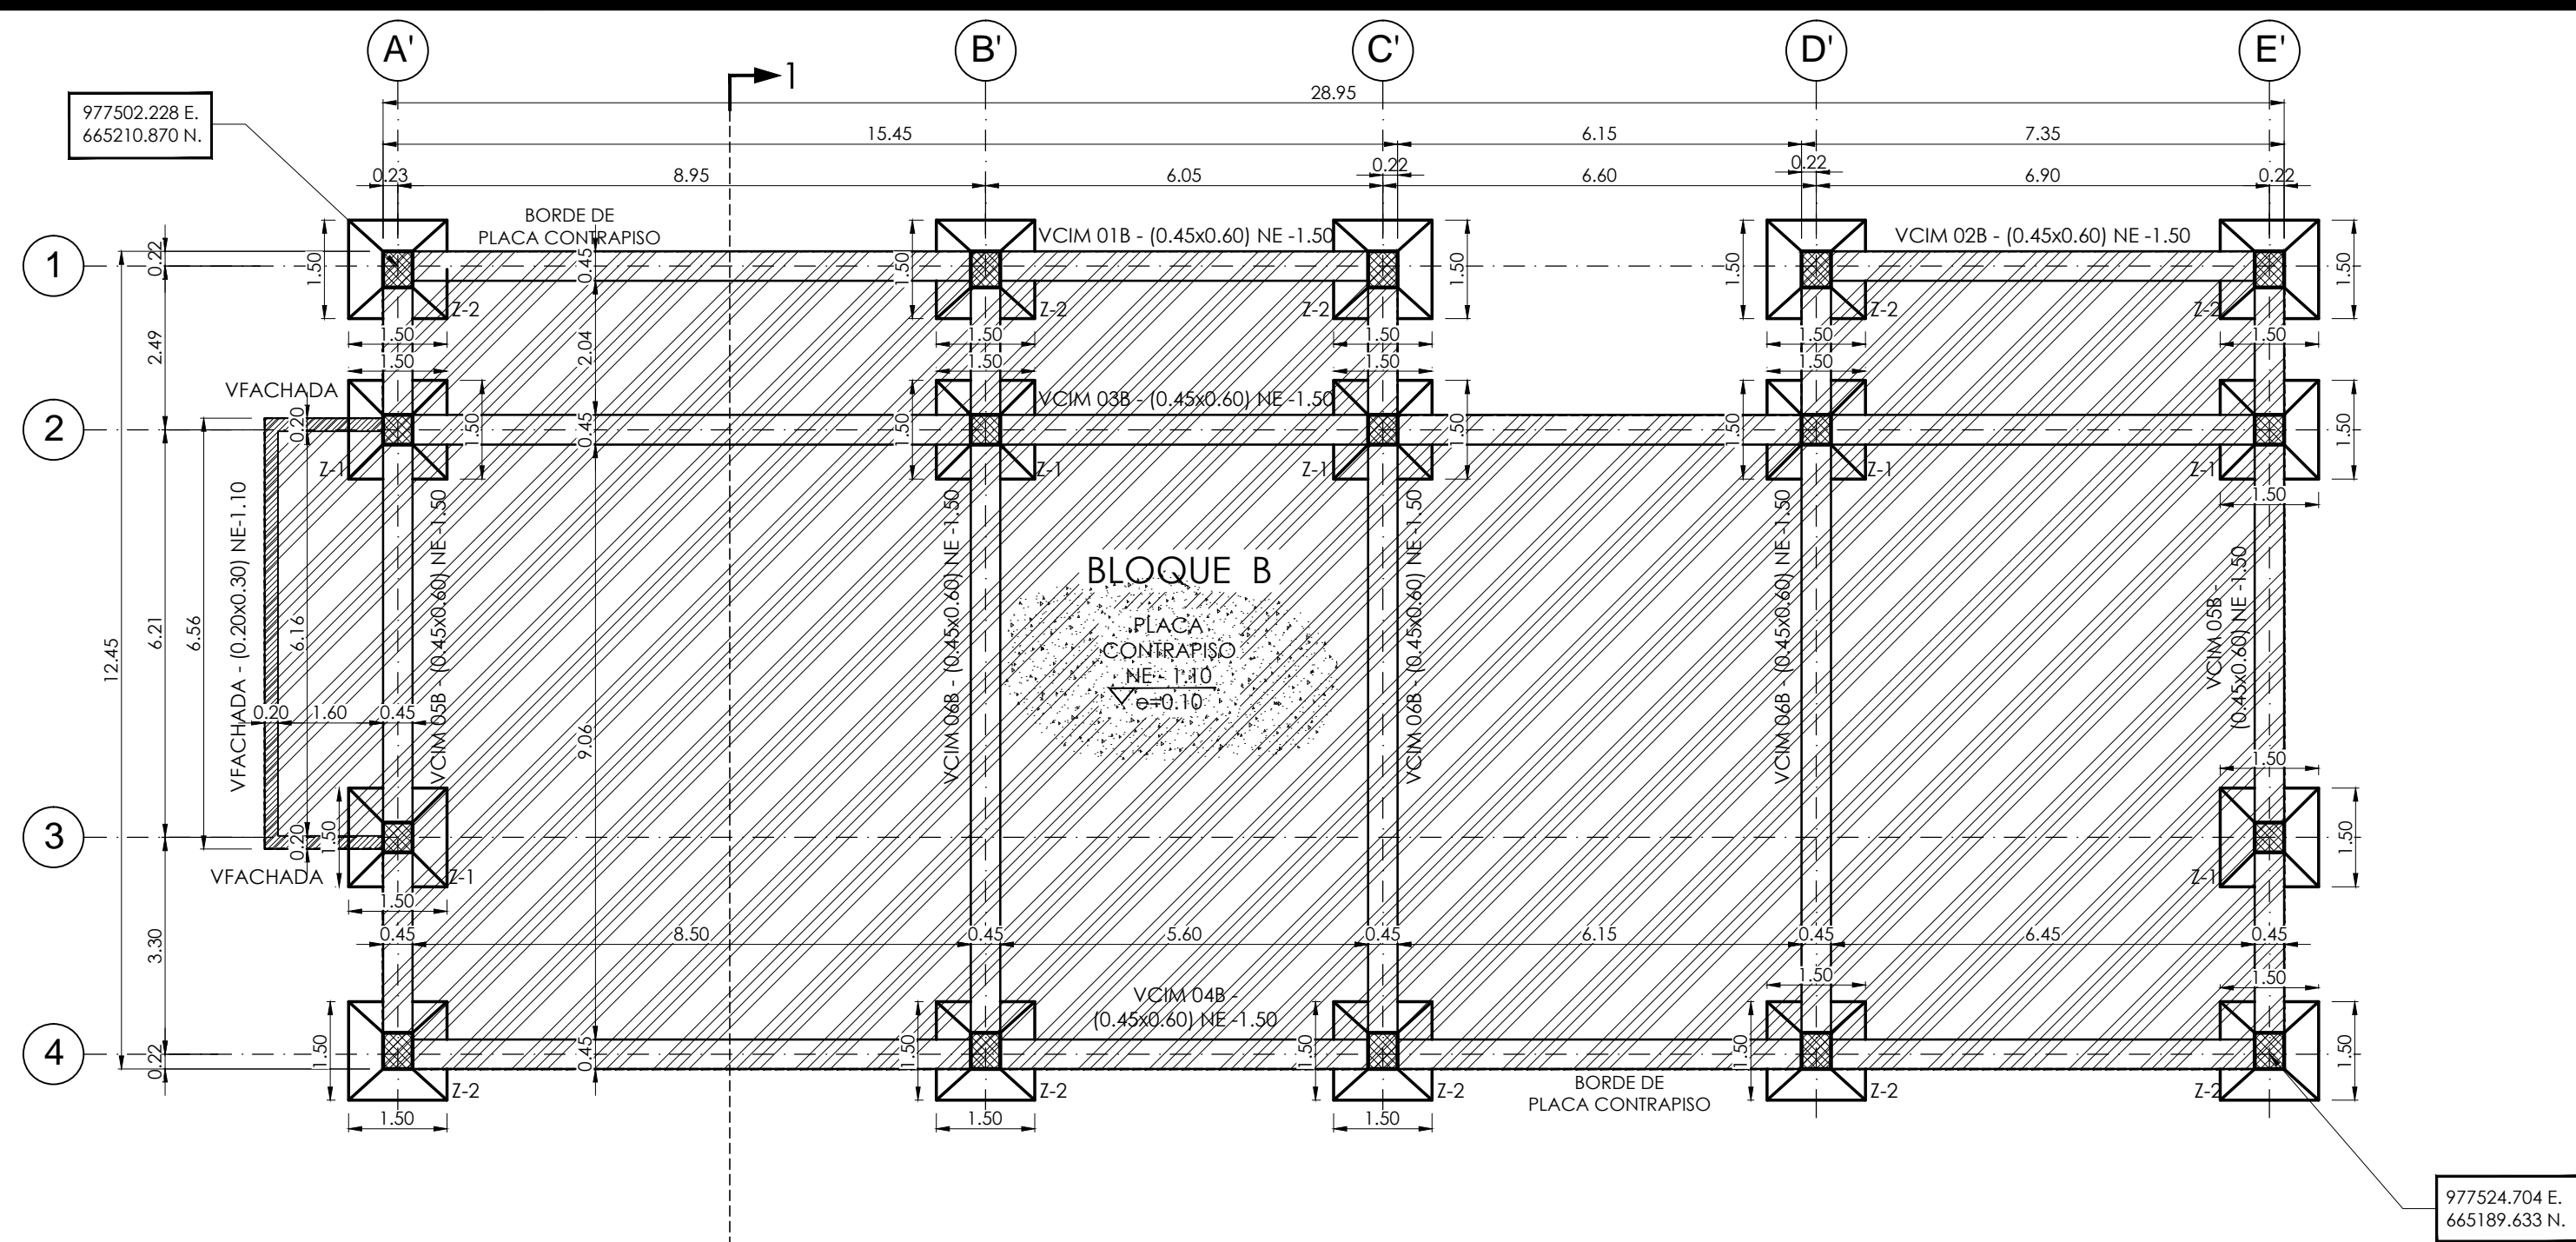 A'
B'
C'
D'
E'
1
28.95
977502.228 E.
665210.870 N.
15.45
6.15
7.35
0.22
0.22
0.23
8.95
6.05
6.60
6.90
0.22
BORDE DE
PLACA CONTRAPISO
VCIM 01B - (0.45x0.60) NE -1.50
VCIM 02B - (0.45x0.60) NE -1.50
1
0.22
1.50
0.45
1.50
1.50
1.50
1.50
Z-2
Z-2
Z-2
Z-2
Z-2
1.50
1.50
1.50
1.50
1.50
2.49
2.04
1.50
1.50
1.50
1.50
VFACHADA
VCIM 03B - (0.45x0.60) NE -1.50
2
0.20
1.50
0.45
1.50
1.50
1.50
1.50
Z-1
Z-1
Z-1
Z-1
Z-1
1.50
VFACHADA - (0.20x0.30) NE-1.10
VCIM 05B - (0.45x0.60) NE -1.50
VCIM 06B - (0.45x0.60) NE -1.50
VCIM 06B - (0.45x0.60) NE -1.50
VCIM 06B - (0.45x0.60) NE -1.50
VCIM 05B -
(0.45x0.60) NE -1.50
BLOQUE B
PLACA
CONTRAPISO
NE - 1.10
e=0.10
12.45
6.21
6.56
6.16
0.20
1.60
0.45
9.06
1.50
3
0.20
1.50
1.50
VFACHADA
Z-1
Z-1
1.50
3.30
0.45
8.50
0.45
5.60
0.45
6.15
0.45
6.45
0.45
1.50
1.50
VCIM 04B -
(0.45x0.60) NE -1.50
4
0.22
1.50
0.45
1.50
1.50
1.50
1.50
Z-2
Z-2
Z-2
Z-2
Z-2
BORDE DE
PLACA CONTRAPISO
1.50
1.50
1.50
977524.704 E.
665189.633 N.